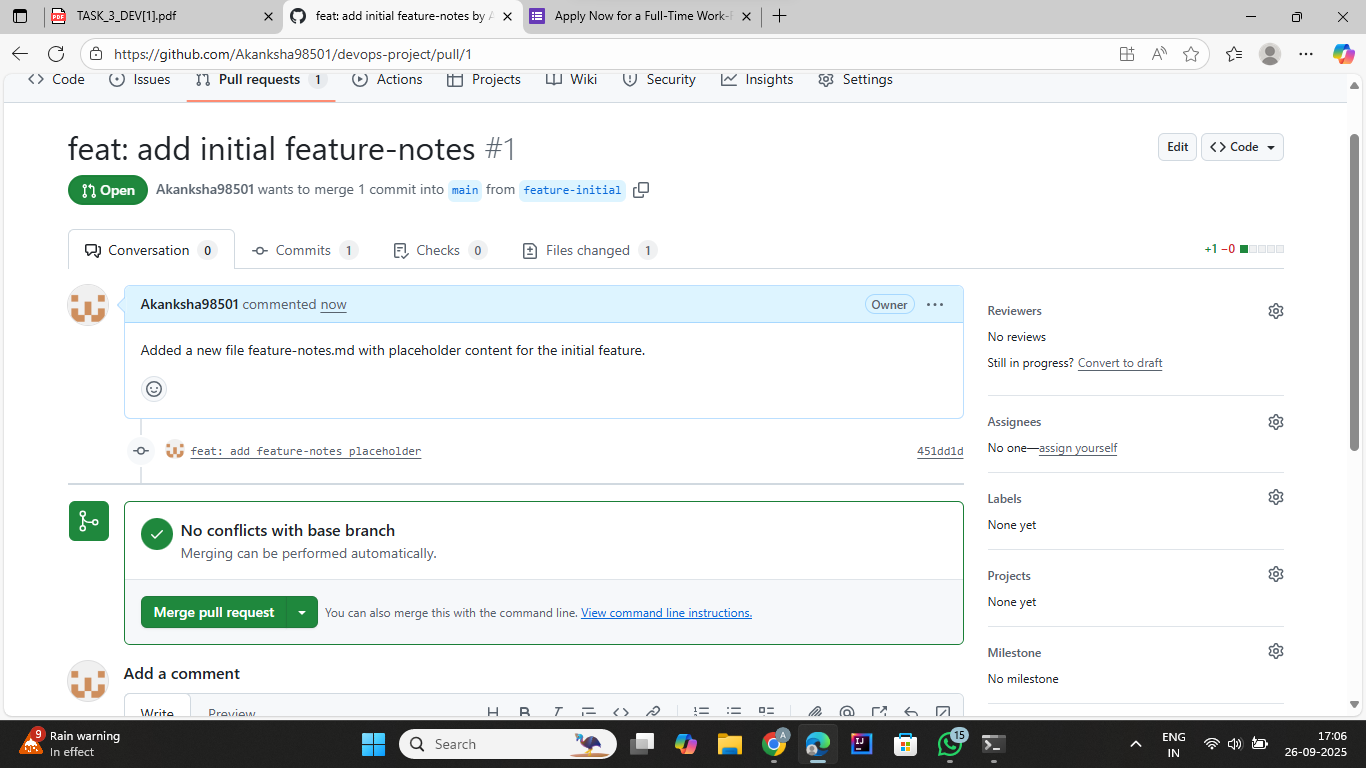 TASK_3_DEV[1].pdf
feat: add initial feature-notes by A
Apply Now for a Full-Time Work-F
https://github.com/Akanksha98501/devops-project/pull/1
Code Issues Pull requests 1 Actions Projects Wiki Security Insights Settings
feat: add initial feature-notes #1
Edit
Code
Open
Akanksha98501 wants to merge 1 commit into main from feature-initial
Conversation 0
Commits 1
Checks 0
Files changed 1
+1 −0
Akanksha98501 commented now
Owner
Added a new file feature-notes.md with placeholder content for the initial feature.
feat: add feature-notes placeholder
451dd1d
No conflicts with base branch
Merging can be performed automatically.
Merge pull request
You can also merge this with the command line. View command line instructions.
Add a comment
Write
Preview
Reviewers
No reviews
Still in progress? Convert to draft
Assignees
No one—assign yourself
Labels
None yet
Projects
None yet
Milestone
No milestone
9
Rain warning
In effect
Search
A
15
ENG
IN
17:06
26-09-2025